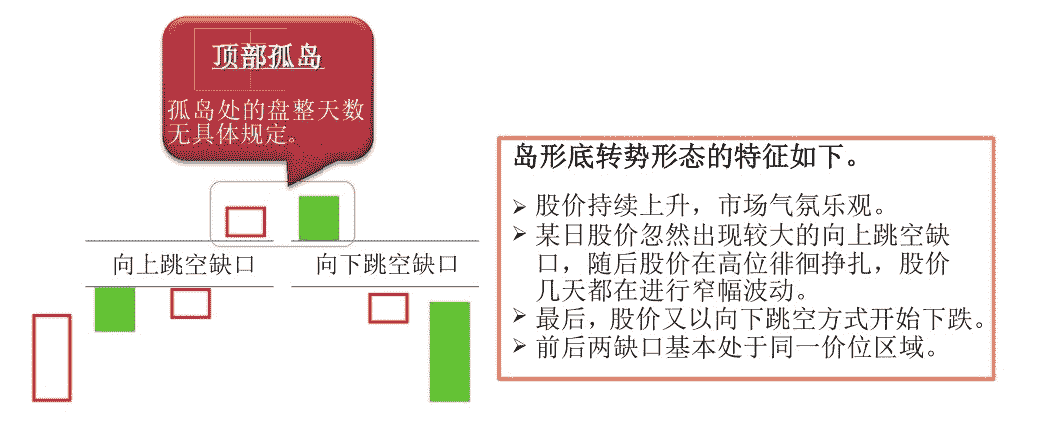 顶部孤岛
孤岛处的盘整天数
无具体规定。
向上跳空缺口
向下跳空缺口
岛形底转势形态的特征如下。
➢ 股价持续上升，市场气氛乐观。
➢ 某日股价忽然出现较大的向上跳空缺
口，随后股价在高位徘徊挣扎，股价
几天都在进行窄幅波动。
➢ 最后，股价又以向下跳空方式开始下跌。
➢ 前后两缺口基本处于同一价位区域。